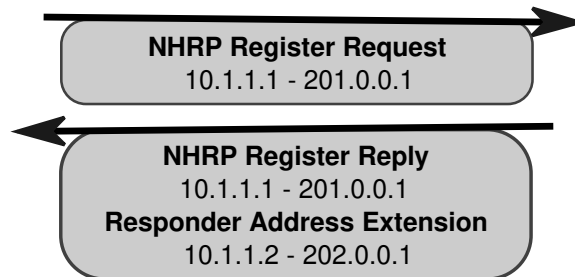 NHRP Register Request
10.1.1.1 - 201.0.0.1
NHRP Register Reply
10.1.1.1 - 201.0.0.1
Responder Address Extension
10.1.1.2 - 202.0.0.1